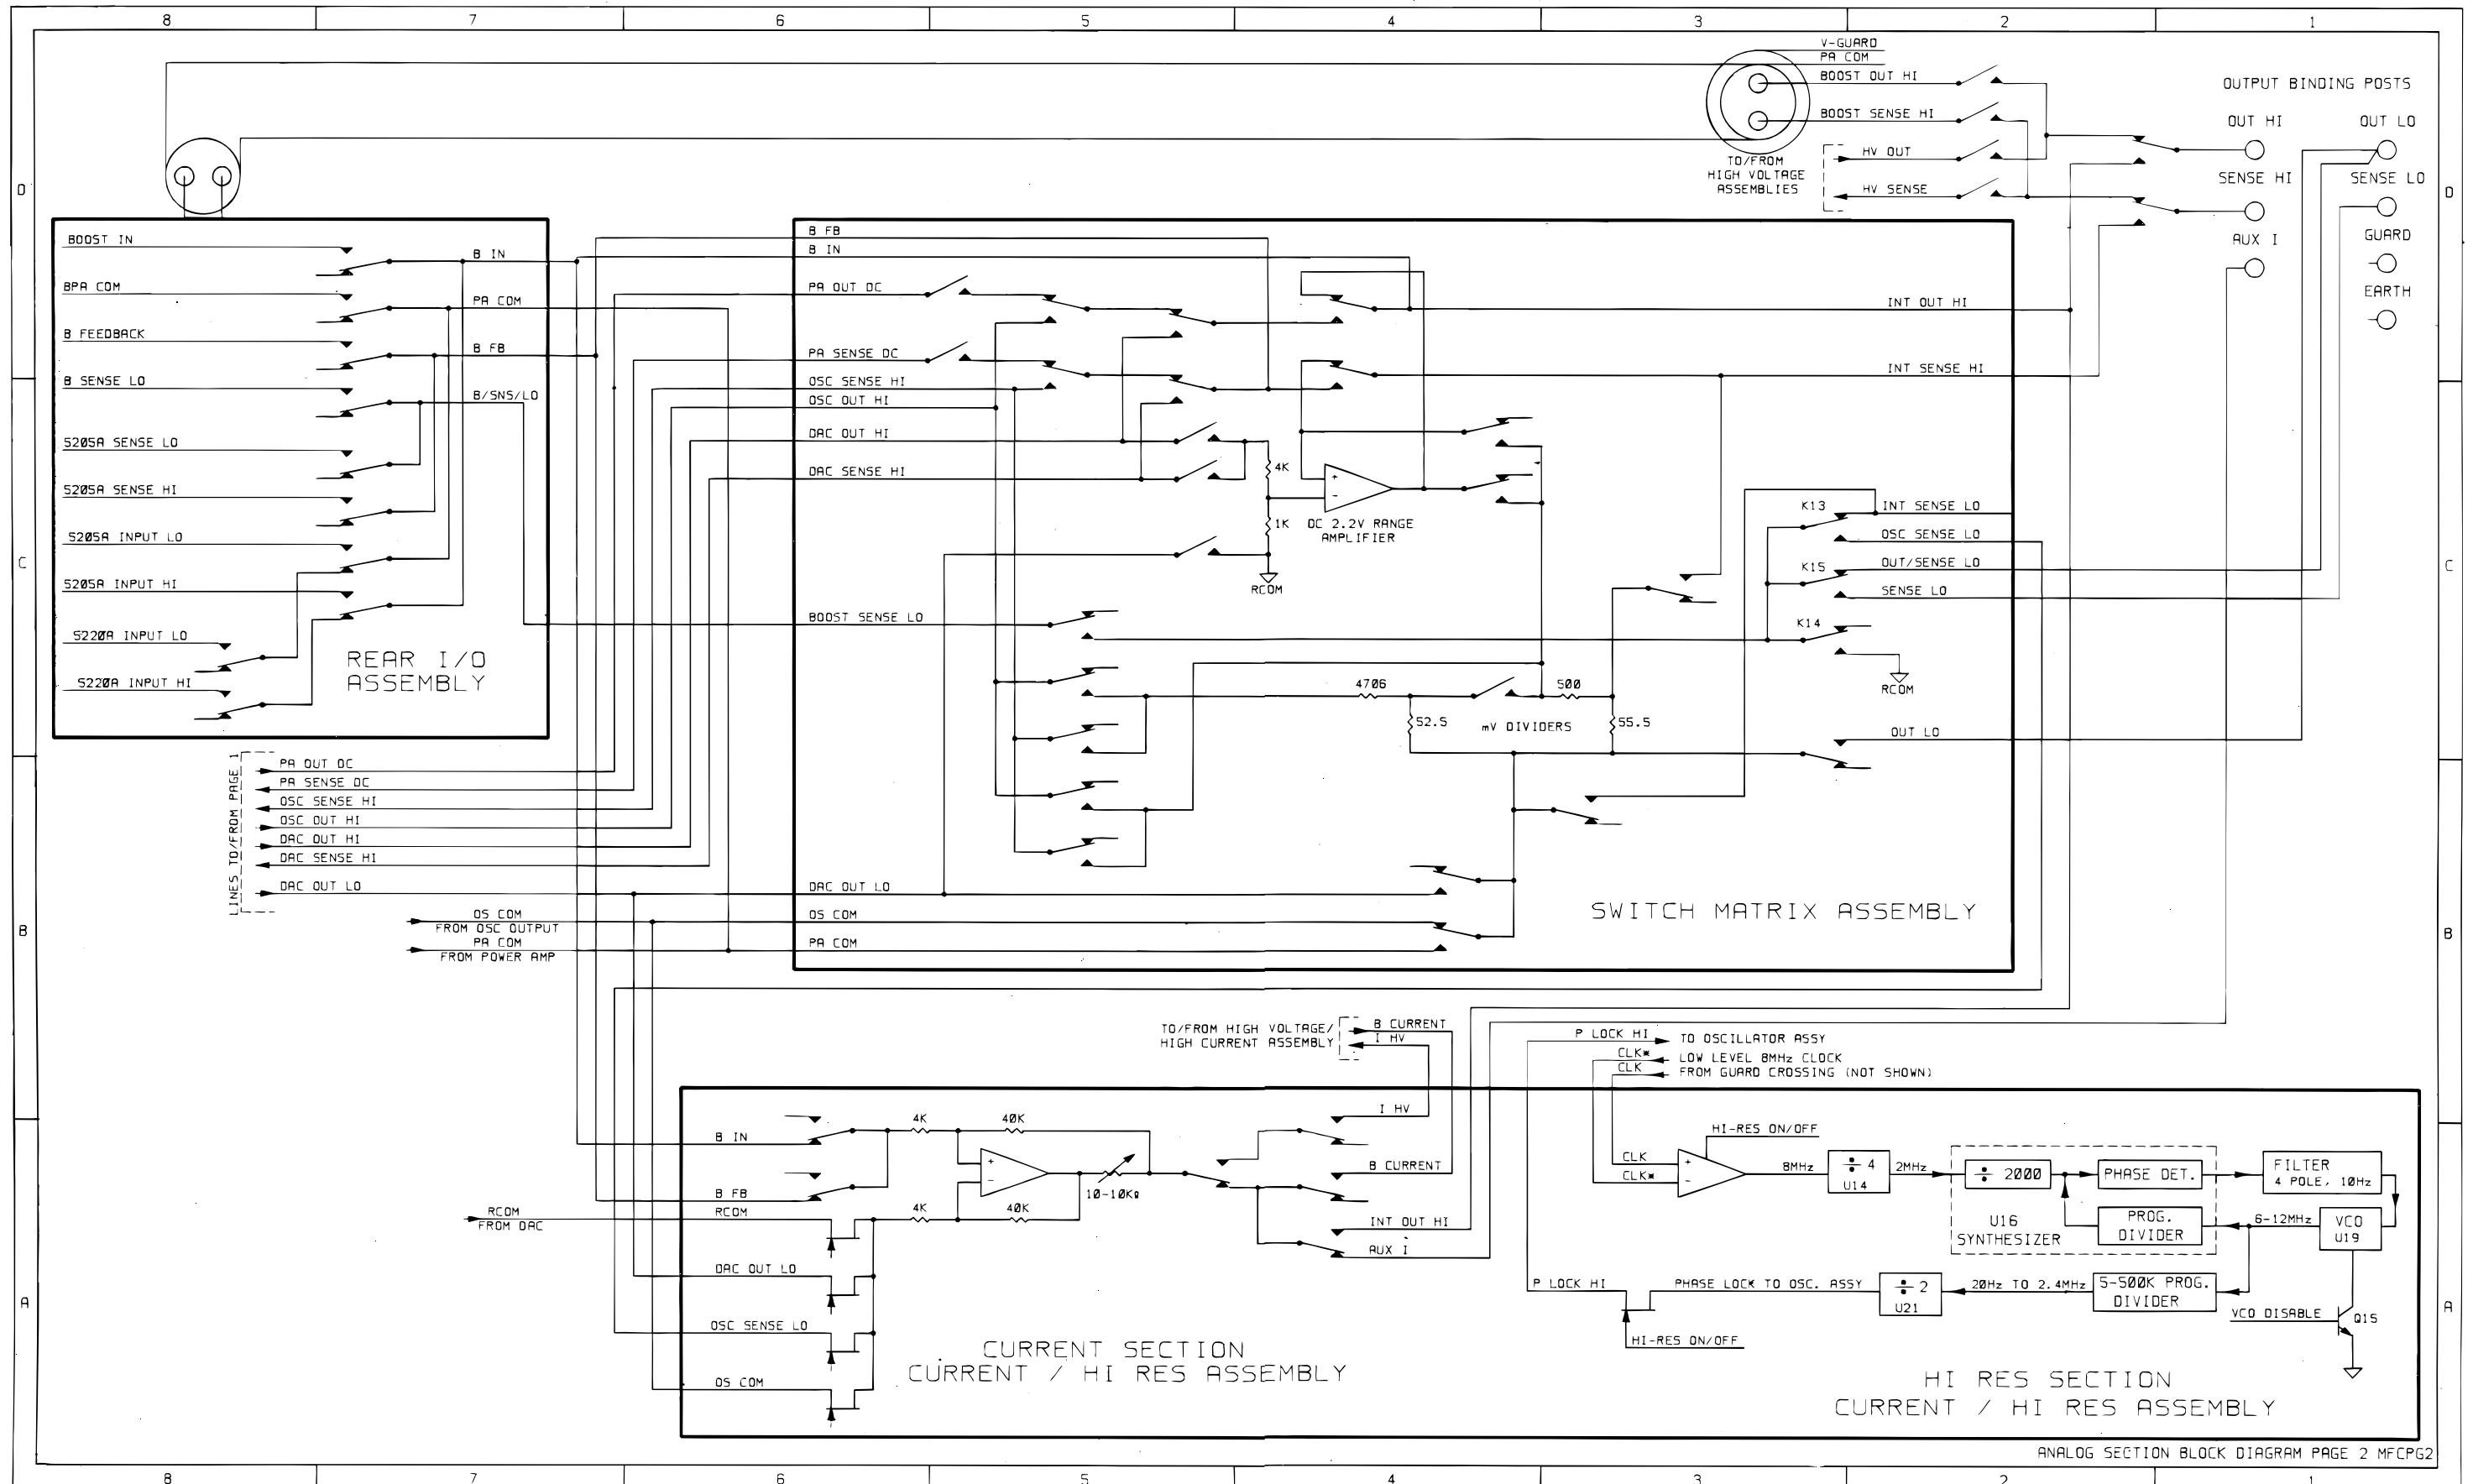 8 7 6 5 4 3 2 1
D
C
B
A
V-GUARD
PA COM
BOOST OUT HI
BOOST SENSE HI
HV OUT
HV SENSE
TO/FROM
HIGH VOLTAGE
ASSEMBLIES
OUTPUT BINDING POSTS
OUT HI OUT LO
SENSE HI SENSE LO
AUX I GUARD
EARTH
BOOST IN
BPA COM
B FEEDBACK
B SENSE LO
5205A SENSE LO
5205A SENSE HI
5205A INPUT LO
5205A INPUT HI
5220A INPUT LO
5220A INPUT HI
B IN
PA COM
B FB
B/SNS/LO
REAR I/O
ASSEMBLY
B FB
B IN
PA OUT DC
PA SENSE DC
OSC SENSE HI
OSC OUT HI
DAC OUT HI
DAC SENSE HI
BOOST SENSE LO
4K
1K
+
-
DC 2.2V RANGE
AMPLIFIER
RCOM
INT OUT HI
INT SENSE HI
K13
INT SENSE LO
OSC SENSE LO
K15
OUT/SENSE LO
SENSE LO
K14
RCOM
4706
500
52.5
mV DIVIDERS
55.5
OUT LO
DAC OUT LO
OS COM
PA COM
SWITCH MATRIX ASSEMBLY
LINES TO/FROM PAGE 1
PA OUT DC
PA SENSE DC
OSC SENSE HI
OSC OUT HI
DAC OUT HI
DAC SENSE HI
DAC OUT LO
OS COM
FROM OSC OUTPUT
PA COM
FROM POWER AMP
TO/FROM HIGH VOLTAGE/
HIGH CURRENT ASSEMBLY
B CURRENT
I HV
P LOCK HI
TO OSCILLATOR ASSY
CLK*
LOW LEVEL 8MHz CLOCK
CLK
FROM GUARD CROSSING (NOT SHOWN)
B IN
B FB
RCOM
FROM DAC
RCOM
DAC OUT LO
OSC SENSE LO
OS COM
4K
40K
+
-
10-10KΩ
4K
40K
I HV
B CURRENT
INT OUT HI
AUX I
CURRENT SECTION
CURRENT / HI RES ASSEMBLY
HI-RES ON/OFF
CLK
CLK*
+
-
8MHz
÷ 4
U14
2MHz
÷ 2000
PHASE DET.
FILTER
4 POLE, 10Hz
U16
SYNTHESIZER
PROG.
DIVIDER
6-12MHz
VCO
U19
P LOCK HI
PHASE LOCK TO OSC. ASSY
÷ 2
U21
20Hz TO 2.4MHz
5-500K PROG.
DIVIDER
VCO DISABLE
Q15
HI-RES ON/OFF
HI RES SECTION
CURRENT / HI RES ASSEMBLY
ANALOG SECTION BLOCK DIAGRAM PAGE 2 MFCPG2
D
C
B
A
8 7 6 5 4 3 2 1